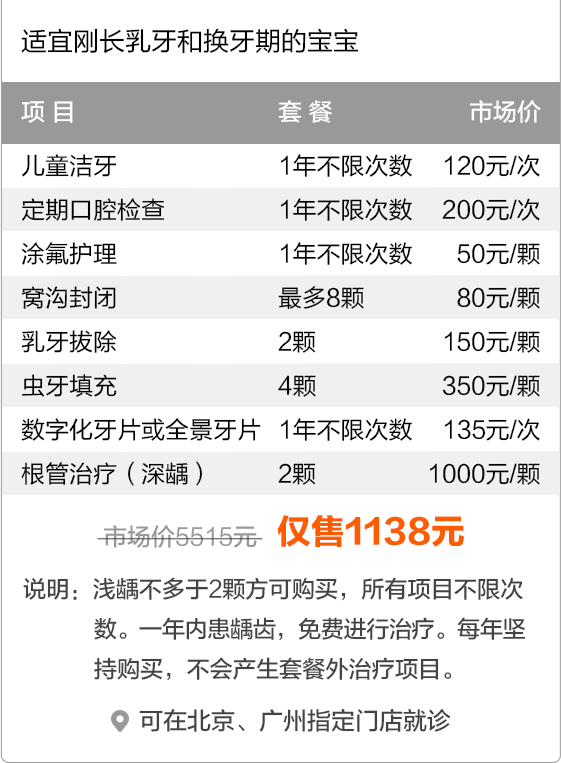 适宜刚长乳牙和换牙期的宝宝
项 目 套 餐 市场价
儿童洁牙 1年不限次数 120元/次
定期口腔检查 1年不限次数 200元/次
涂氟护理 1年不限次数 50元/颗
窝沟封闭 最多8颗 80元/颗
乳牙拔除 2颗 150元/颗
虫牙填充 4颗 350元/颗
数字化牙片或全景牙片 1年不限次数 135元/次
根管治疗（深龋） 2颗 1000元/颗
市场价5515元 仅售1138元
说明：浅龋不多于2颗方可购买，所有项目不限次
数。一年内患龋齿，免费进行治疗。每年坚
持购买，不会产生套餐外治疗项目。
可在北京、广州指定门店就诊